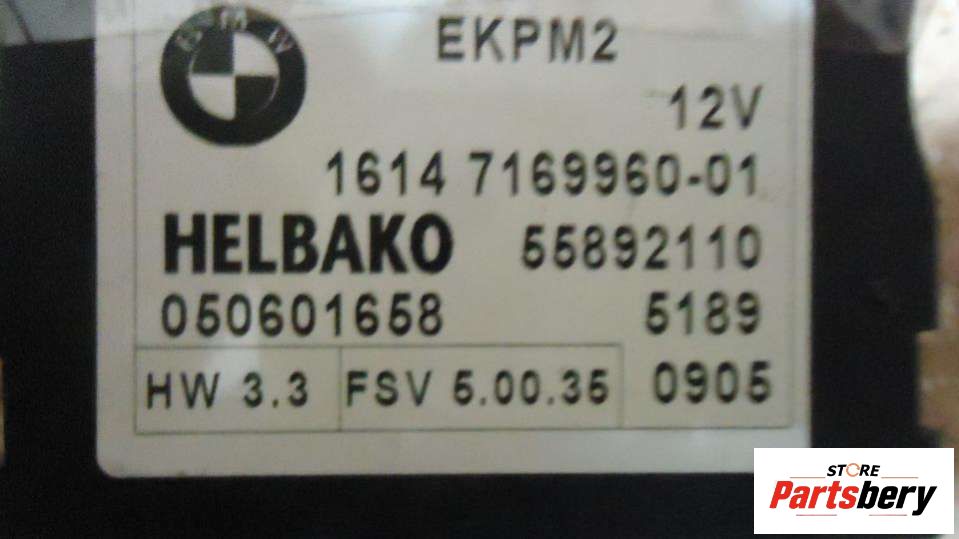 BMW
EKPM2
12V
1614 7169960-01
HELBAKO 55892110
050601658 5189
HW 3.3 FSV 5.00.35 0905
STORE
Partsbery